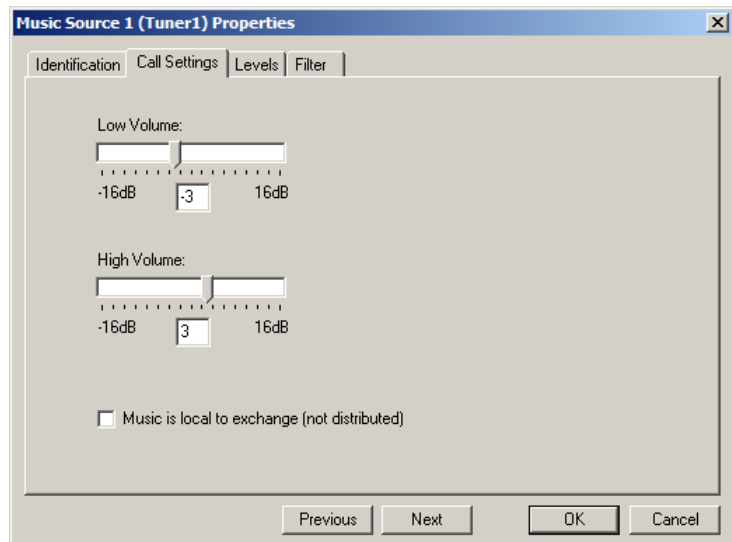 Music Source 1 (Tuner1) Properties
Identification Call Settings Levels Filter
Low Volume:
-16dB -3 16dB
High Volume:
-16dB 3 16dB
Music is local to exchange (not distributed)
Previous Next OK Cancel